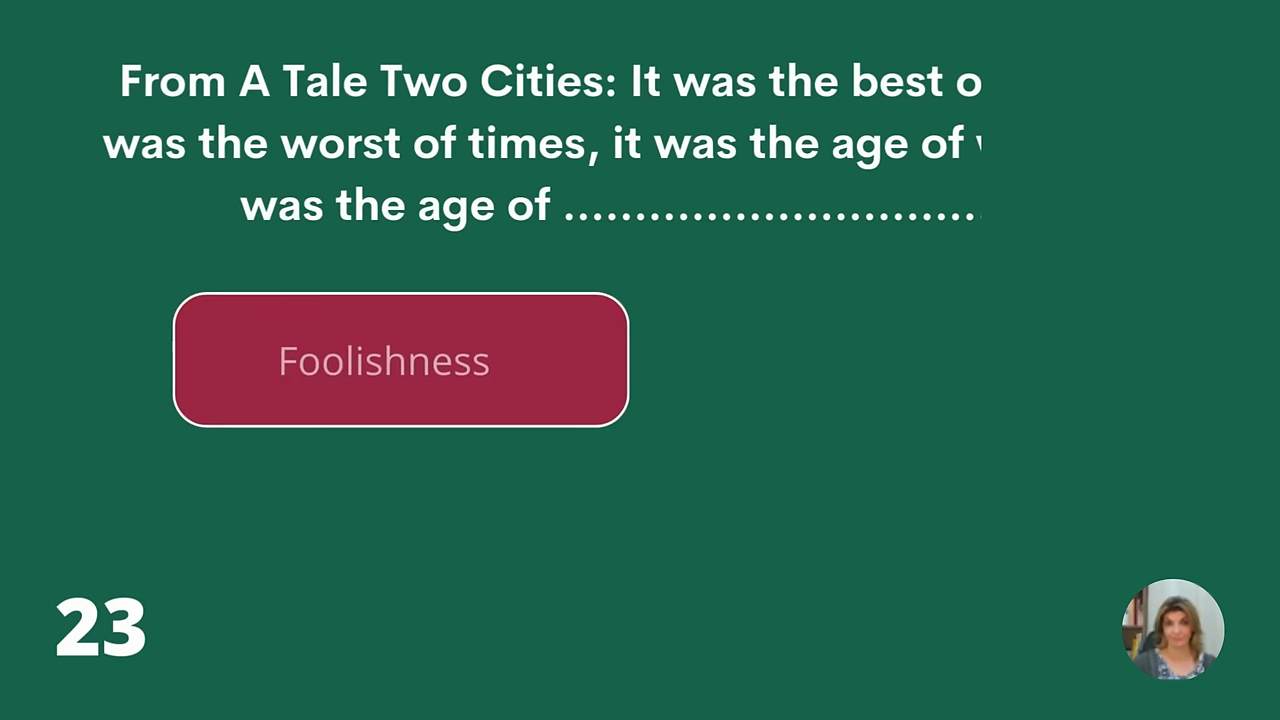 From A Tale Two Cities: It was the best o
was the worst of times, it was the age of
was the age of ..............................
Foolishness
23